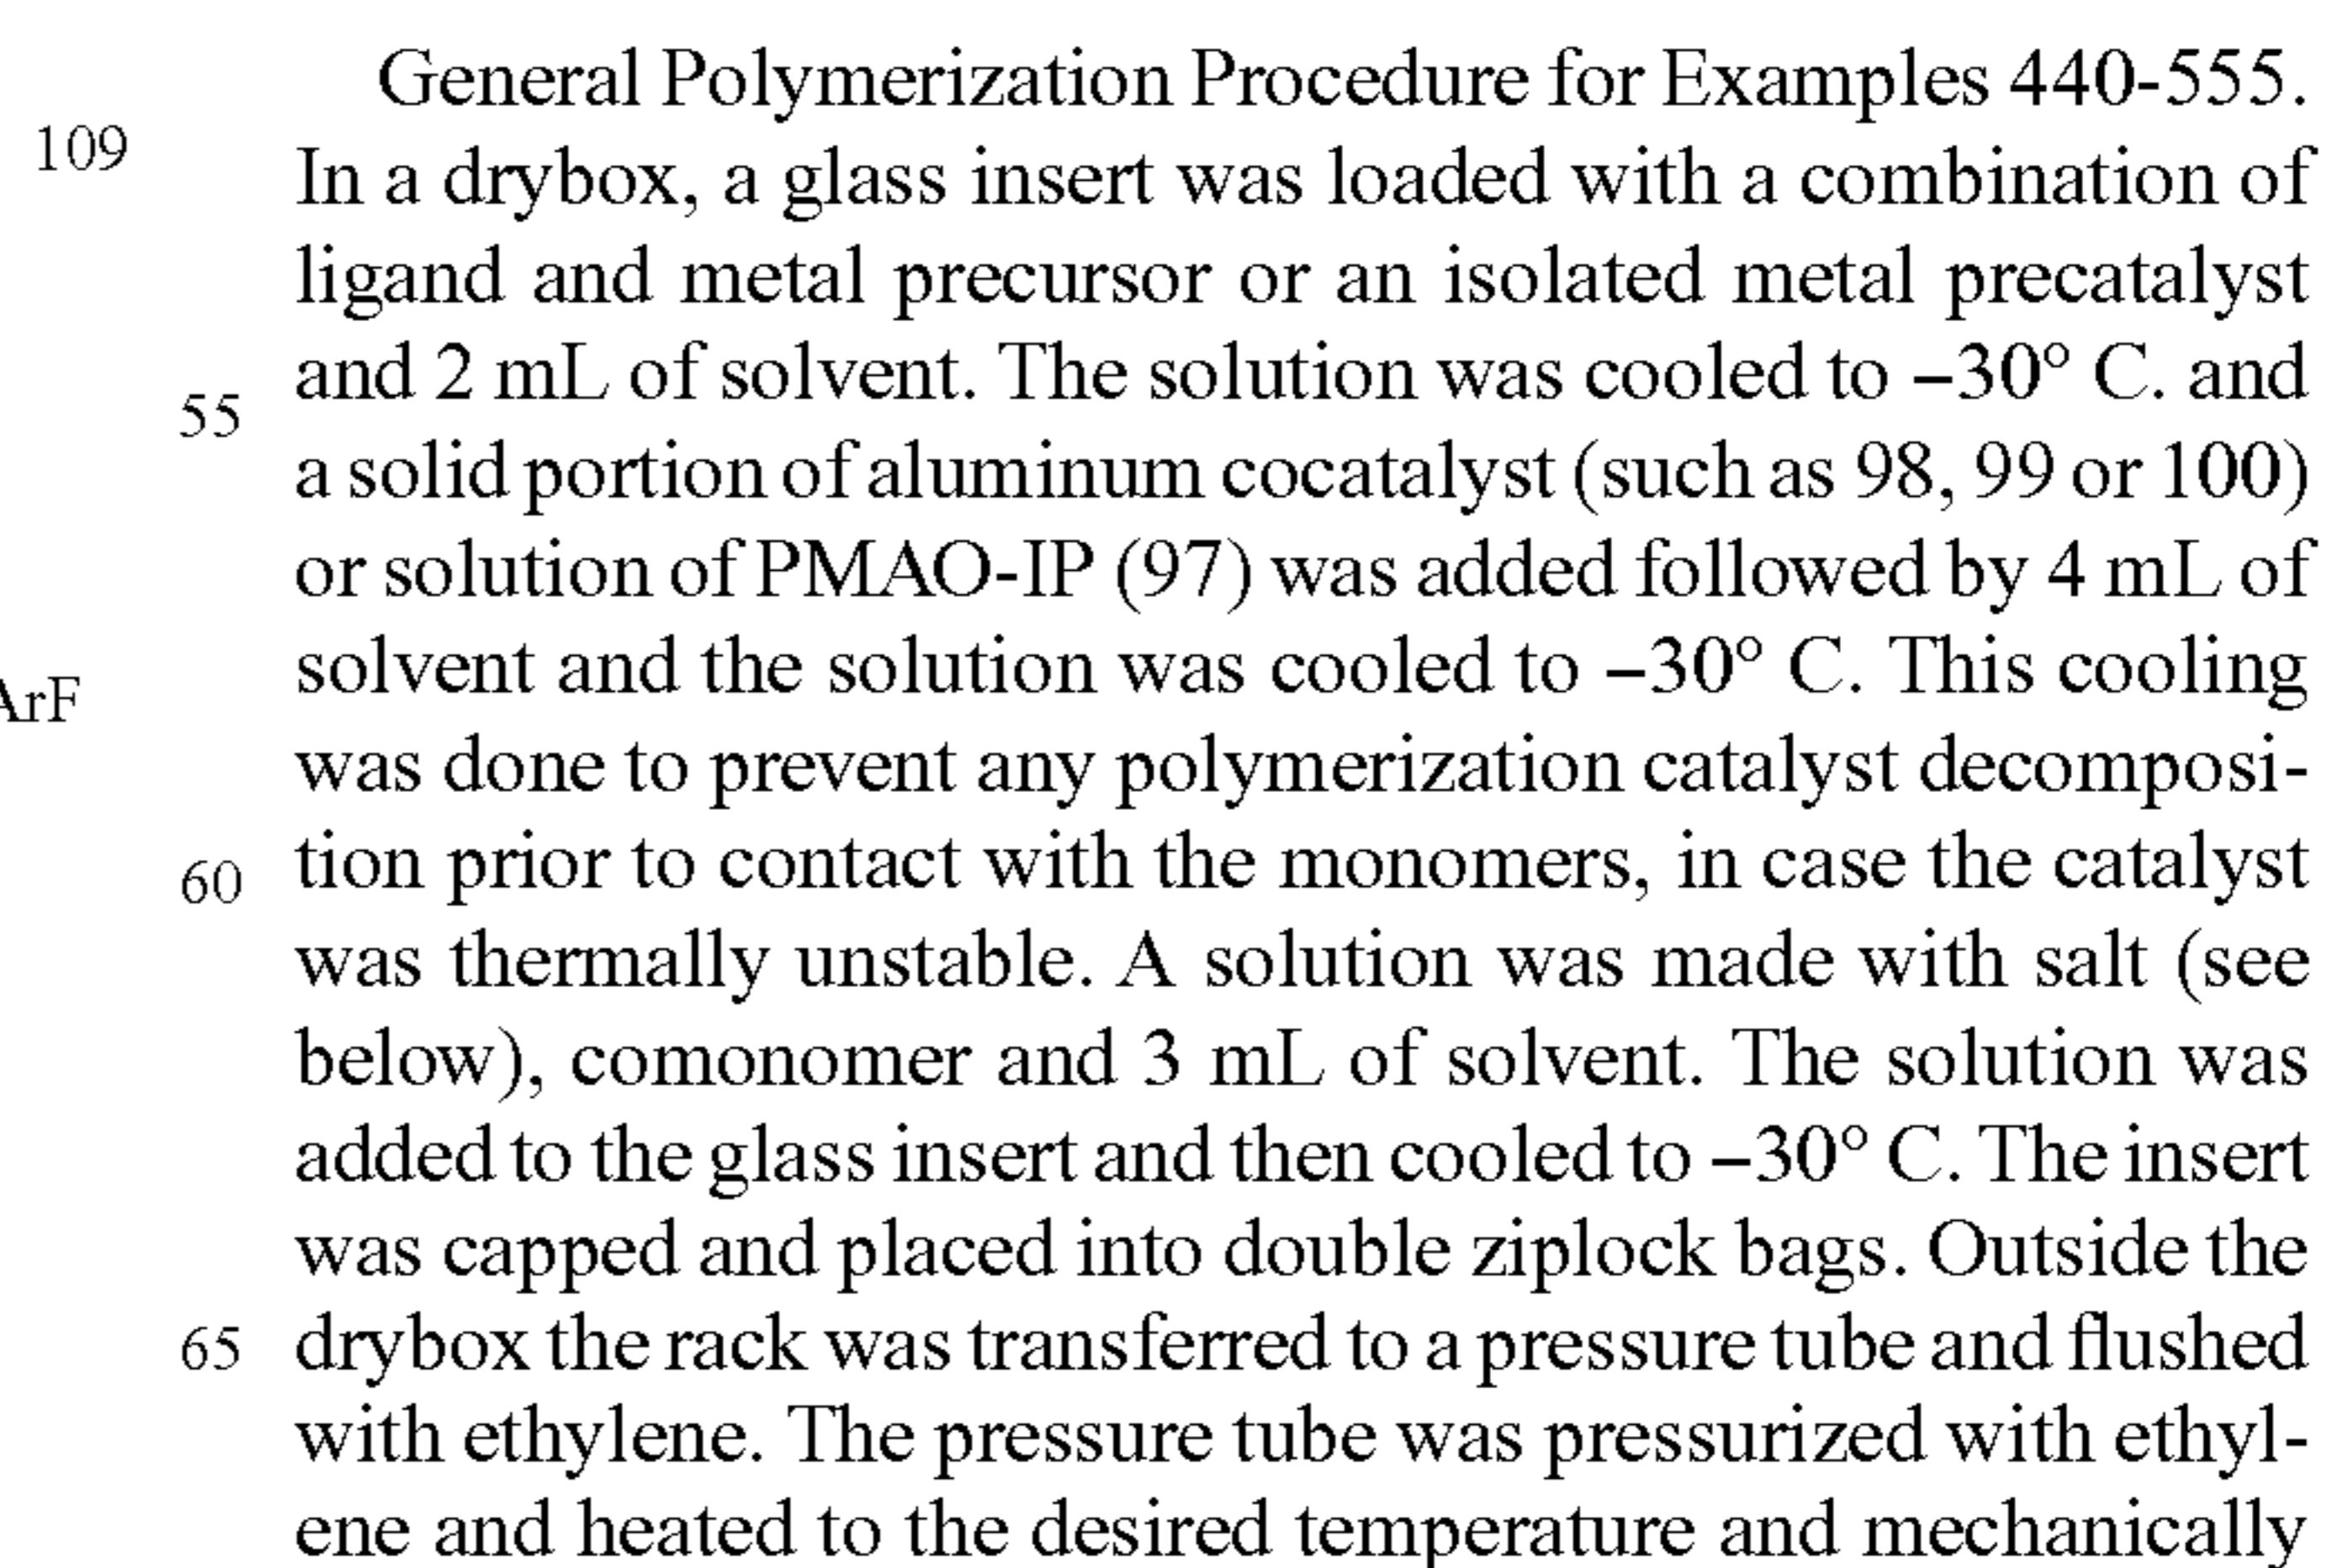 General Polymerization Procedure for Examples 440-555.
109
In a drybox, a glass insert was loaded with a combination of
ligand and metal precursor or an isolated metal precatalyst
and 2 mL of solvent. The solution was cooled to –30° C. and
55
a solid portion of aluminum cocatalyst (such as 98, 99 or 100)
or solution of PMAO-IP (97) was added followed by 4 mL of
solvent and the solution was cooled to –30° C. This cooling
ArF
was done to prevent any polymerization catalyst decomposi-
tion prior to contact with the monomers, in case the catalyst
60
was thermally unstable. A solution was made with salt (see
below), comonomer and 3 mL of solvent. The solution was
added to the glass insert and then cooled to –30° C. The insert
was capped and placed into double ziplock bags. Outside the
65
drybox the rack was transferred to a pressure tube and flushed
with ethylene. The pressure tube was pressurized with ethyl-
ene and heated to the desired temperature and mechanically